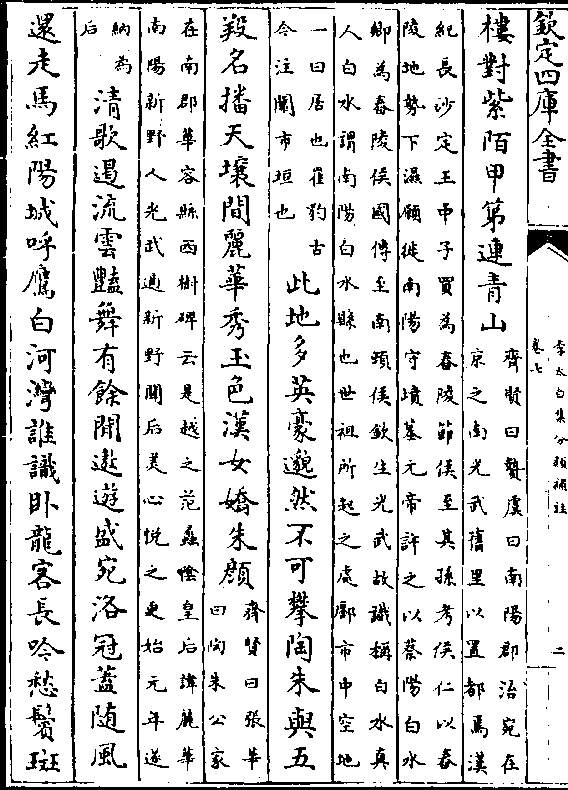 欽定四庫全書
李太白集分類補註
卷七
二
樓對紫陌甲第連青山
齊賢曰贄虞曰南陽郡治宛在
京之南光武舊里以置都焉漢
紀長沙定王中子買為舂陵節侯至其孫考侯仁以舂
陵地勢下濕願徙南陽守墳墓元帝許之以蔡陽白水
鄉為舂陵侯國傳至南頓侯欽生光武故讖稱白水真
人白水謂南陽白水縣也世祖所起之處鄽市中空地
一曰居也崔豹古
今注闤市垣也
此地多英豪邈然不可攀陶朱與五
羖名播天壤間麗華秀玉色漢女嬌朱顔
齊賢曰張華
曰陶朱公家
在南郡華容縣西樹碑云是越之范蠡隂皇后諱麗華
南陽新野人光武適新野聞后美心悅之更始元年遂
納為
后
清歌遏流雲豔舞有餘閒遨遊盛宛洛冠蓋随風
還走馬紅陽城呼鷹白河灣誰識卧龍客長吟愁鬢斑